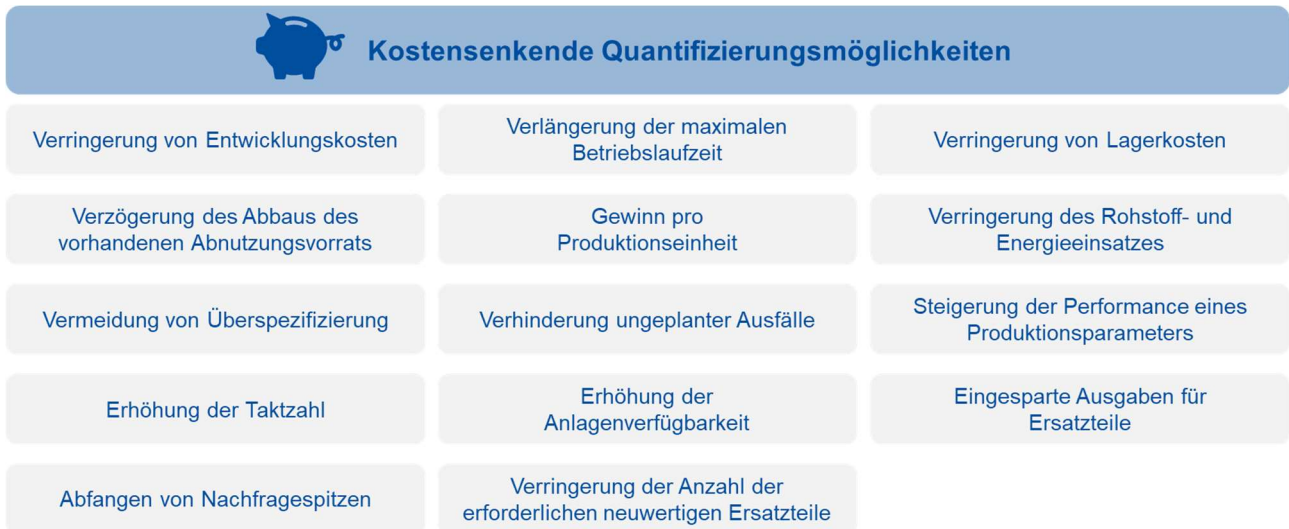 Kostensenkende Quantifizierungsmöglichkeiten
Verringerung von Entwicklungskosten
Verlängerung der maximalen
Betriebslaufzeit
Verringerung von Lagerkosten
Verzögerung des Abbaus des
vorhandenen Abnutzungsvorrats
Gewinn pro
Produktionseinheit
Verringerung des Rohstoff- und
Energieeinsatzes
Vermeidung von Überspezifizierung
Verhinderung ungeplanter Ausfälle
Steigerung der Performance eines
Produktionsparameters
Erhöhung der Taktzahl
Erhöhung der
Anlagenverfügbarkeit
Eingesparte Ausgaben für
Ersatzteile
Abfangen von Nachfragespitzen
Verringerung der Anzahl der
erforderlichen neuwertigen Ersatzteile